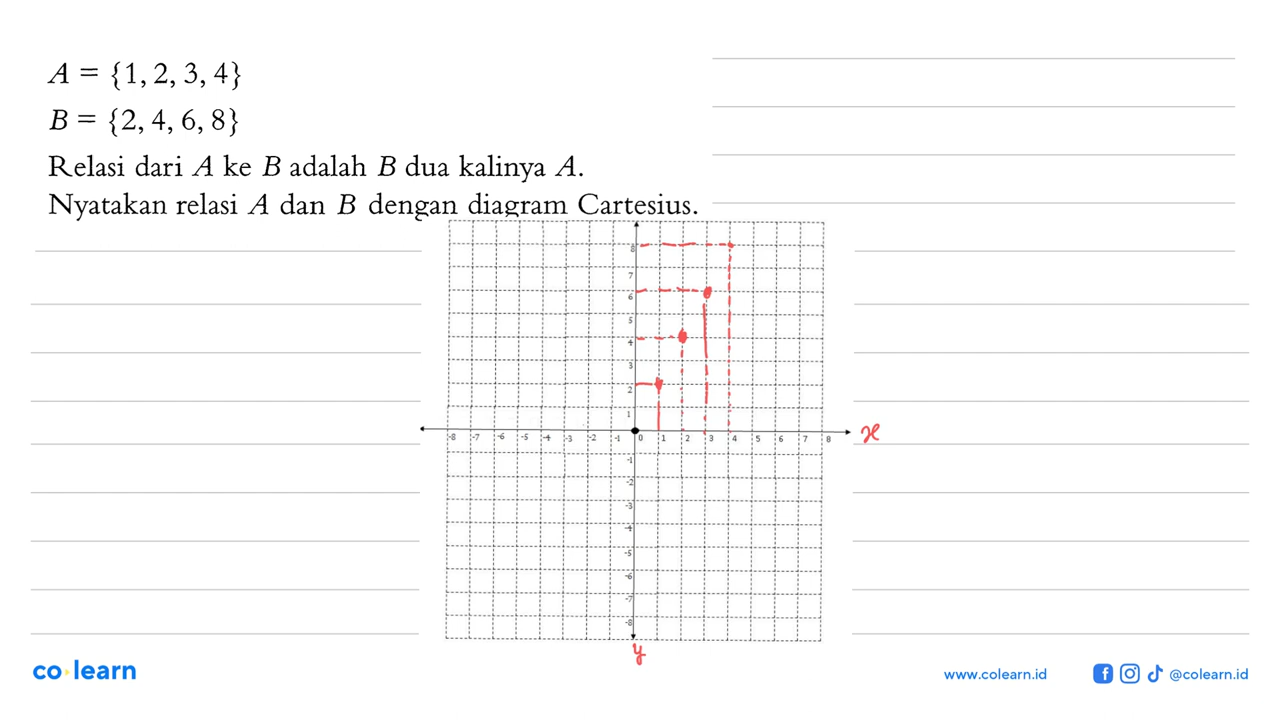 A = {1, 2, 3, 4}
B = {2, 4, 6, 8}
Relasi dari A ke B adalah B dua kalinya A.
Nyatakan relasi A dan B dengan diagram Cartesius.
8
7
6
5
4
3
2
1
-8 -7 -6 -5 -4 -3 -2 -1 0 1 2 3 4 5 6 7 8 x
-1
-2
-3
-4
-5
-6
-7
-8
y
co learn
www.colearn.id
@colearn.id